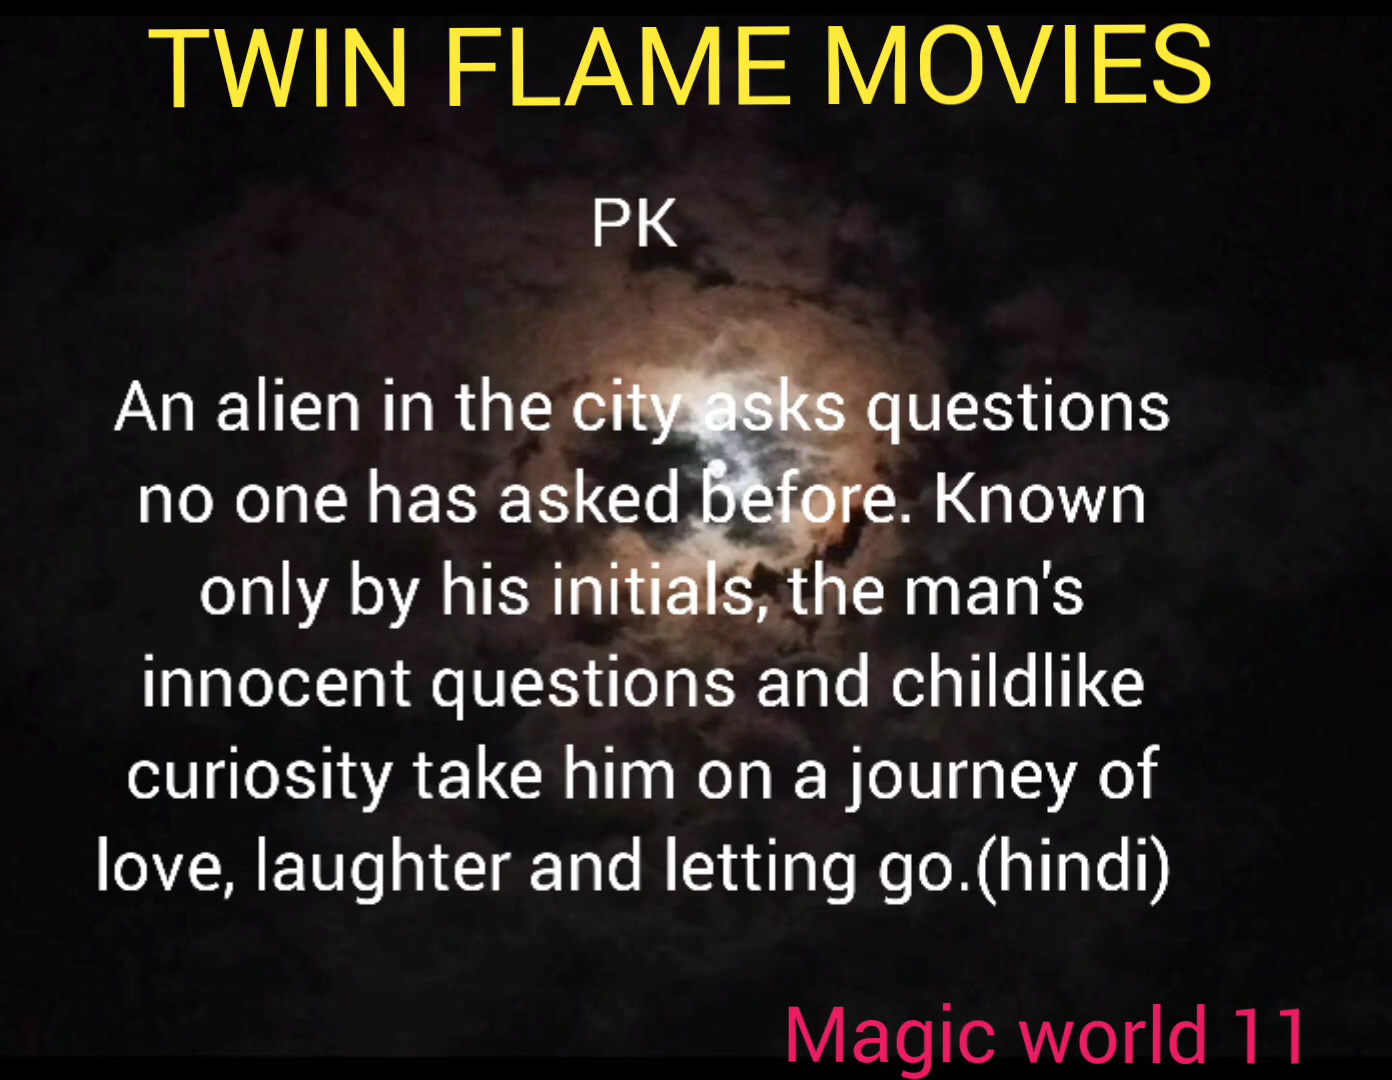 TWIN FLAME MOVIES
PK
An alien in the city asks questions
no one has asked before. Known
only by his initials, the man's
innocent questions and childlike
curiosity take him on a journey of
love, laughter and letting go.(hindi)
Magic world 11